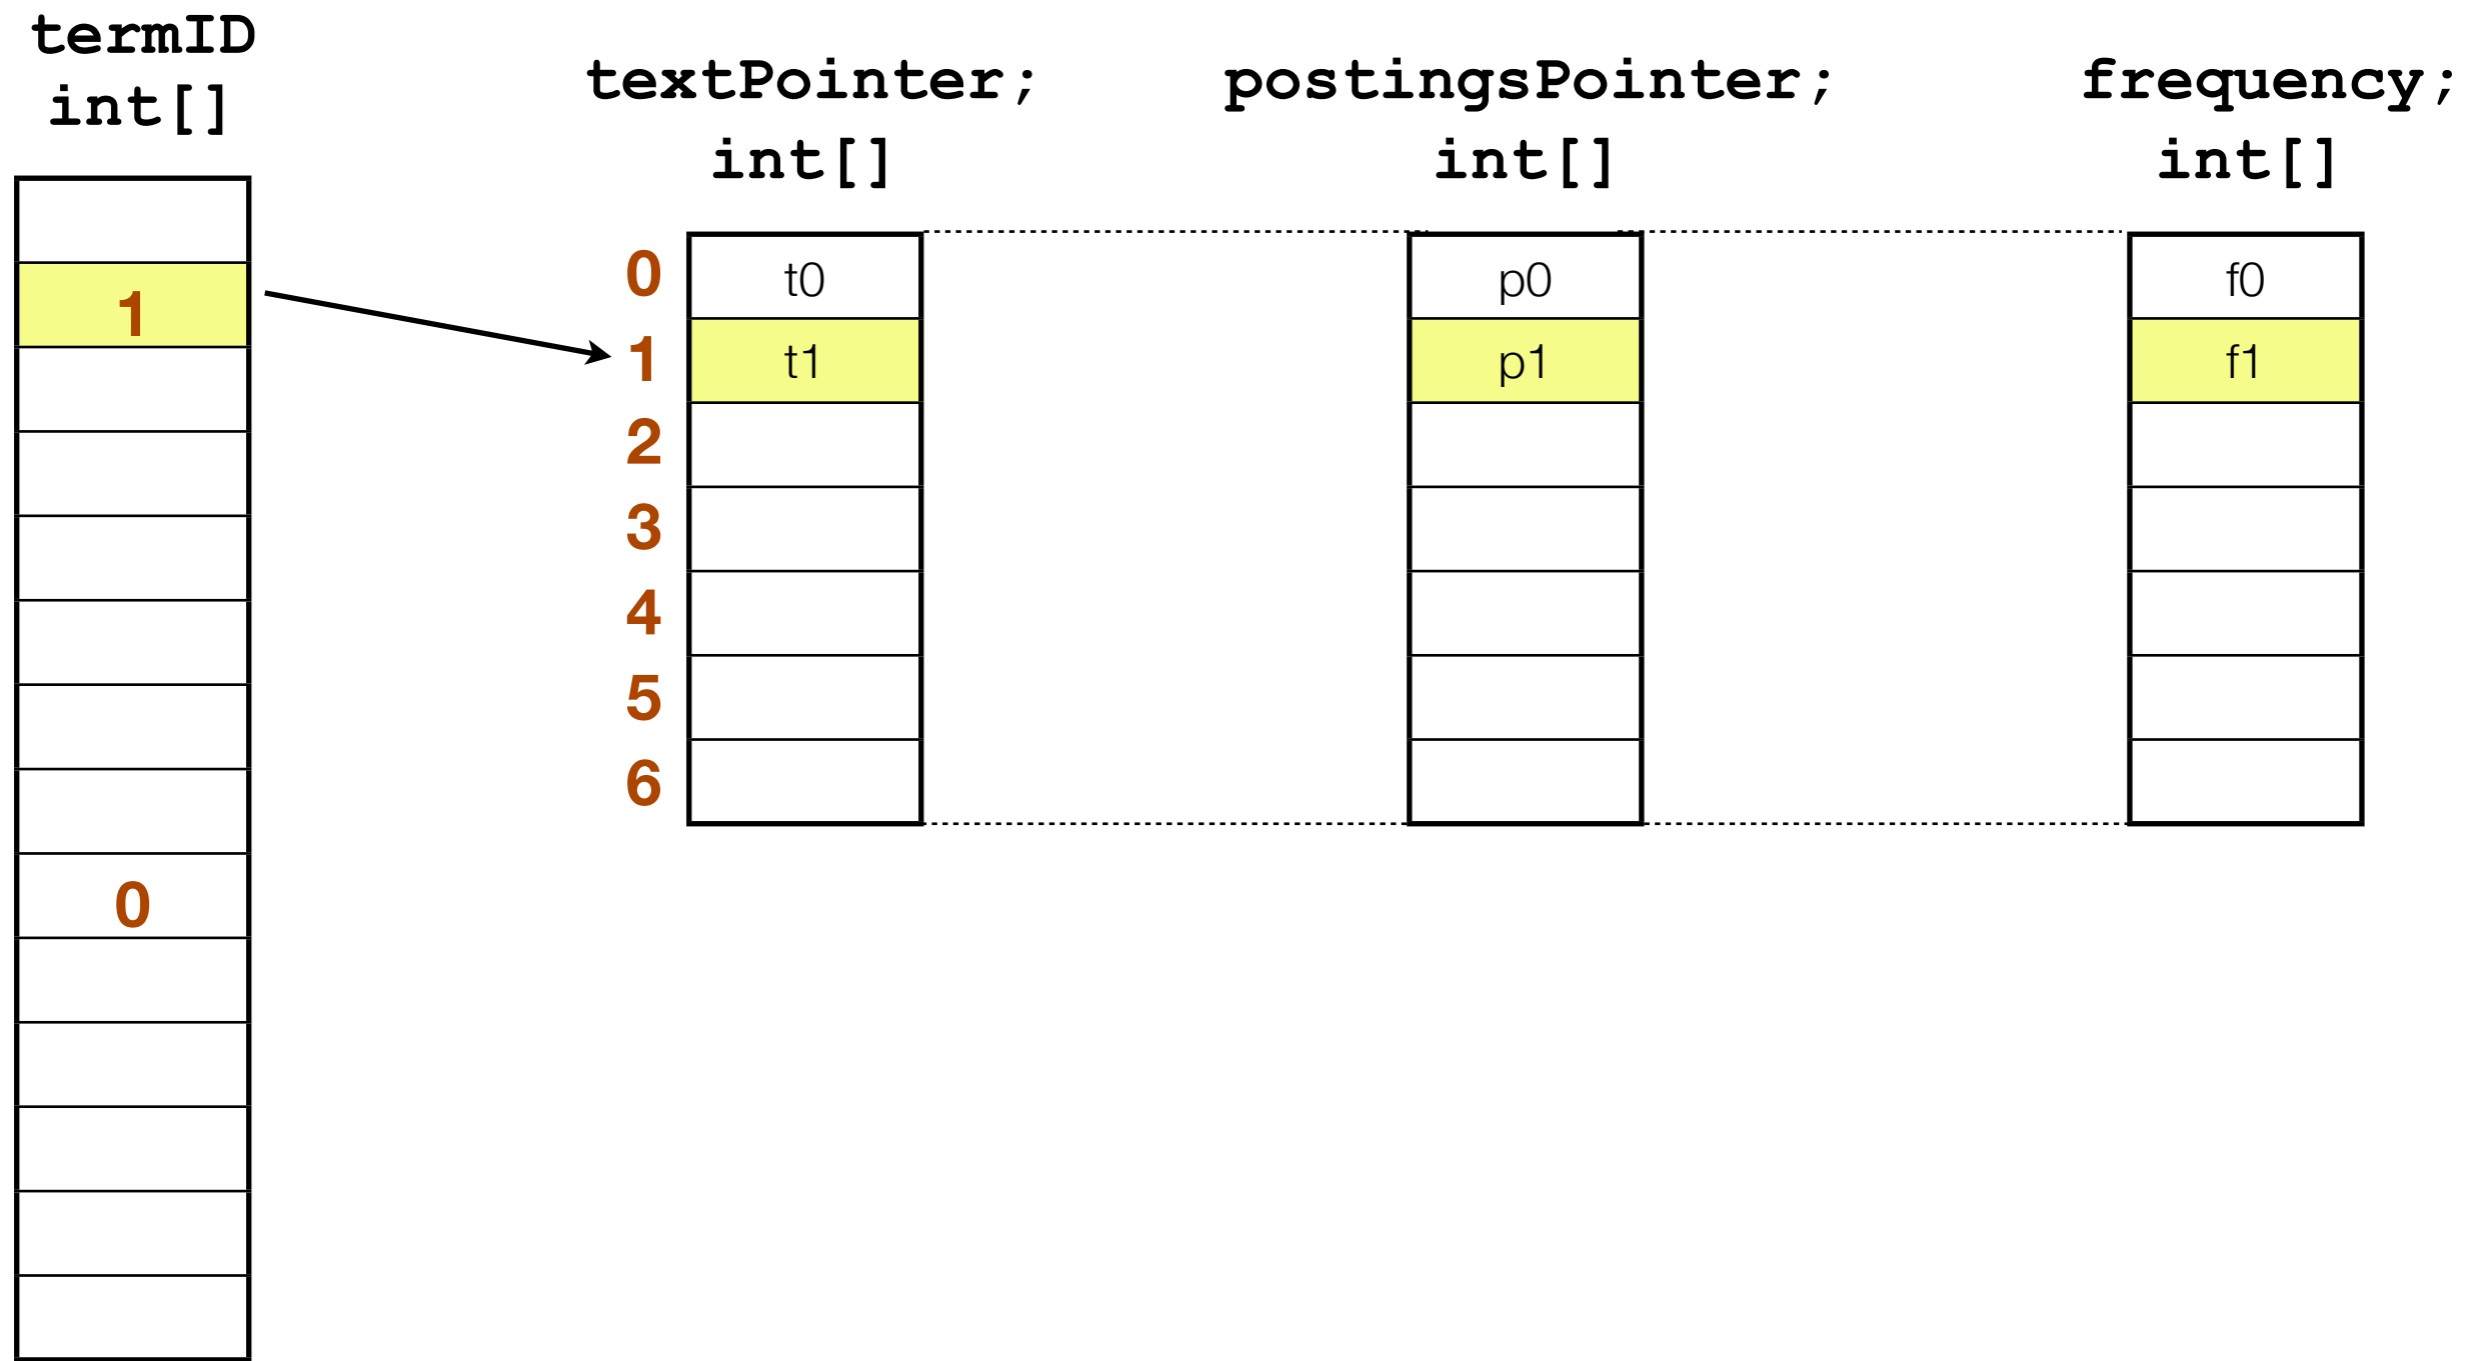 termID
int[]
textPointer;
int[]
postingsPointer;
int[]
frequency;
int[]
1
0
0 t0 p0 f0
1 t1 p1 f1
2
3
4
5
6